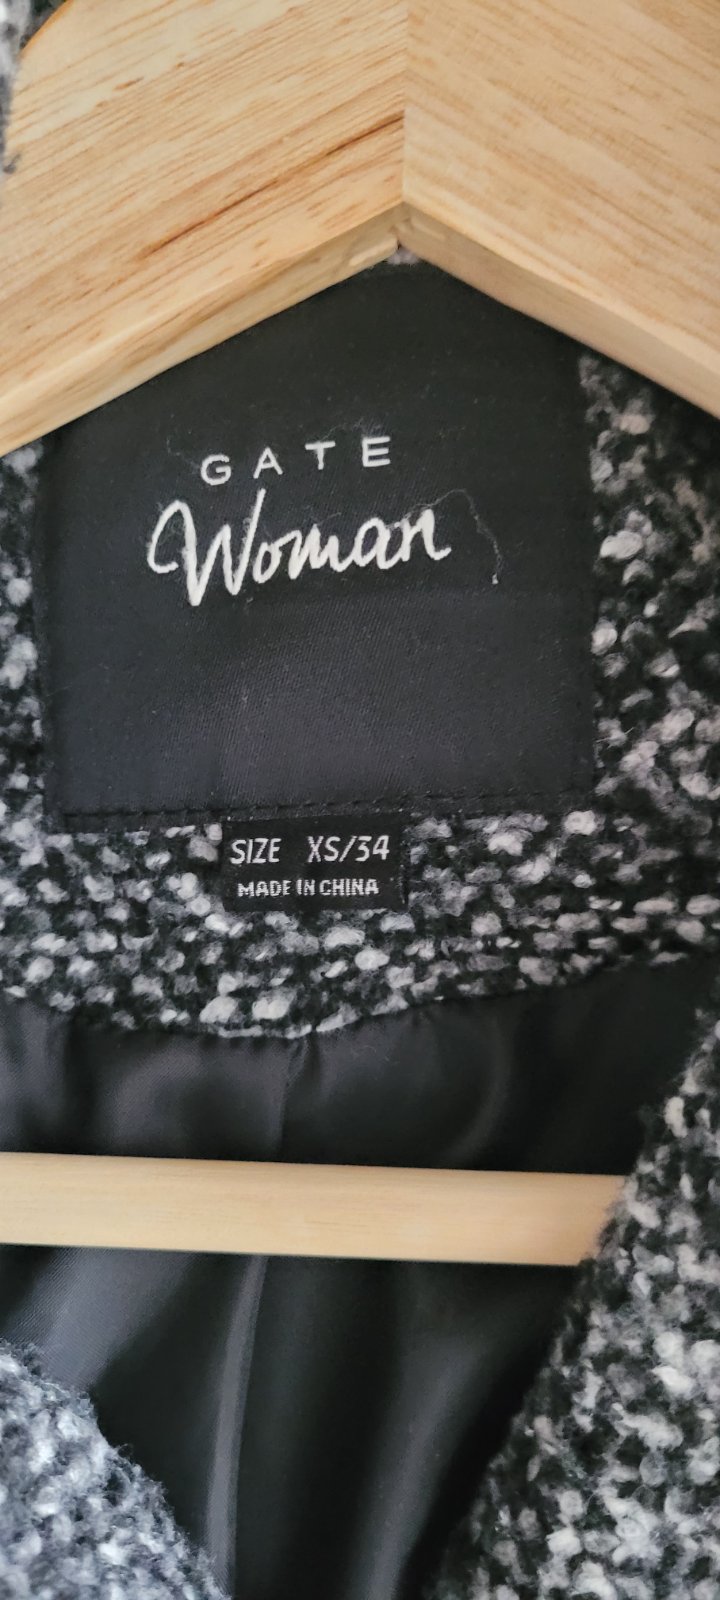 GATE
Woman
SIZE XS/34
MADE IN CHINA